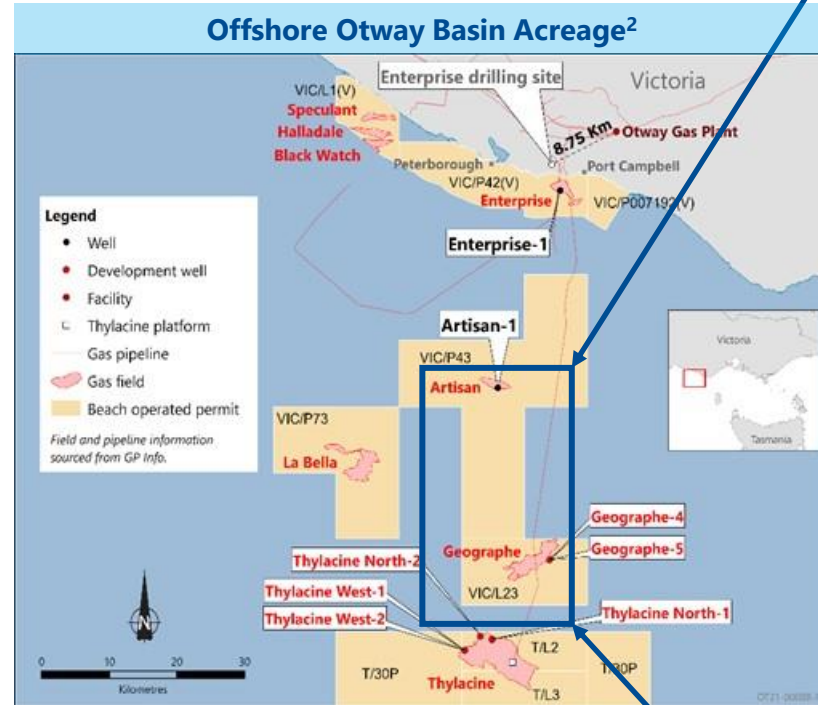 Offshore Otway Basin Acreage2
Enterprise drilling site
Victoria
VIC/L1(V)
Speculant
Halladale
Black Watch
8.75 Km
Otway Gas Plant
Peterborough
Port Campbell
VIC/P42(V)
Enterprise
VIC/P007192(V)
Enterprise-1
Legend
Well
Development well
Facility
Thylacine platform
Gas pipeline
Gas field
Beach operated permit
Field and pipeline information
sourced from GP Info.
Artisan-1
VIC/P43
Artisan
Victoria
Tasmania
VIC/P73
La Bella
Geographe-4
Geographe
Geographe-5
Thylacine North-2
VIC/L23
Thylacine West-1
Thylacine West-2
Thylacine North-1
N
T/L2
T/30P
T/30P
Thylacine
T/L3
0 10 20 30
Kilometres